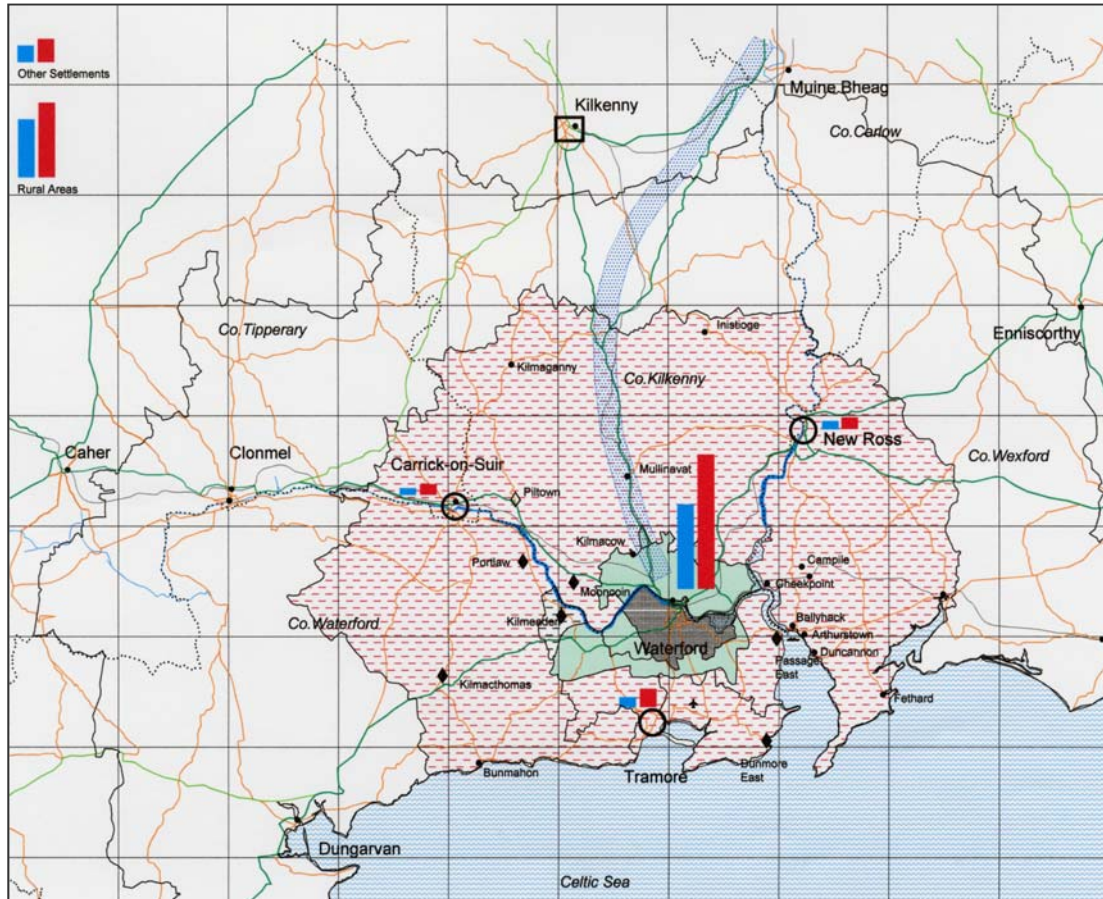 Other Settlements
Rural Areas
Kilkenny
Muine Bheag
Co.Carlow
Co.Tipperary
Inistioge
Enniscorthy
Kilmaganny
Co.Kilkenny
New Ross
Caher
Clonmel
Carrick-on-Suir
Co.Wexford
Mullinavat
Piltown
Kilmacow
Portlaw
Campile
Mooncoin
Cheekpoint
Kilmeaden
Co.Waterford
Ballyhack
Arthurstown
Waterford
Duncannon
Passage
East
Kilmacthomas
Fethard
Dunmore
East
Bunmahon
Tramore
Dungarvan
Celtic Sea